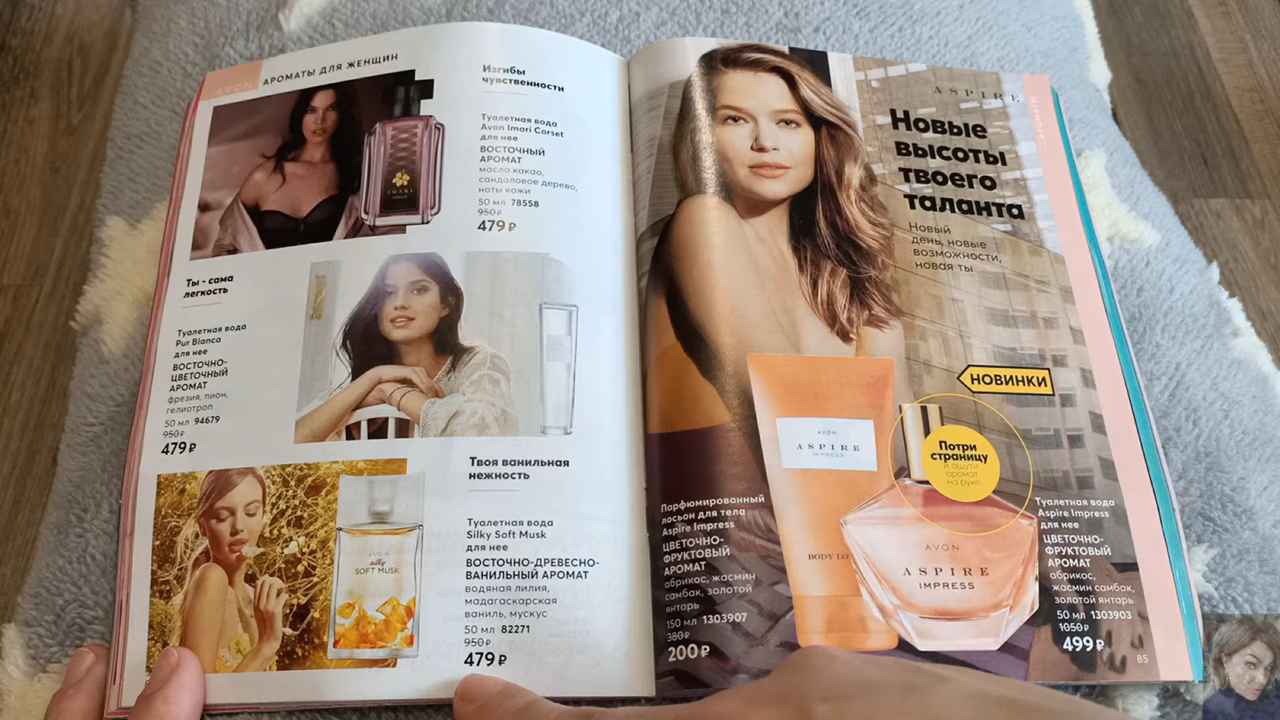 AVON
АРОМАТЫ ДЛЯ ЖЕНЩИН
Изгибы
чувственности
Туалетная вода
Avon Imari Corset
для нее
ВОСТОЧНЫЙ
АРОМАТ
масло какао,
сандаловое дерево,
ноты кожи
50 мл 78558
950 ₽
479 ₽
IMARI
Ты - сама
легкость
Туалетная вода
Pur Blanca
для нее
ВОСТОЧНО-
ЦВЕТОЧНЫЙ
АРОМАТ
фрезия, пион,
гелиотроп
50 мл 94679
950 ₽
479 ₽
Твоя ванильная
нежность
Туалетная вода
Silky Soft Musk
для нее
ВОСТОЧНО-ДРЕВЕСНО-
ВАНИЛЬНЫЙ АРОМАТ
водяная лилия,
мадагаскарская
ваниль, мускус
50 мл 82271
950 ₽
479 ₽
AVON
silky
SOFT MUSK
ASPIRE
АРОМАТЫ
Новые
высоты
твоего
таланта
Новый
день, новые
возможности,
новая ты
НОВИНКИ
Потри
страницу
и ощути
аромат
на руке
AVON
ASPIRE
IMPRESS
BODY LO
AVON
ASPIRE
IMPRESS
Парфюмированный
лосьон для тела
Aspire Impress
ЦВЕТОЧНО-
ФРУКТОВЫЙ
АРОМАТ
абрикос, жасмин
самбак, золотой
янтарь
150 мл 1303907
380 ₽
200 ₽
Туалетная вода
Aspire Impress
для нее
ЦВЕТОЧНО-
ФРУКТОВЫЙ
АРОМАТ
абрикос,
жасмин самбак,
золотой янтарь
50 мл 1303903
1050 ₽
499 ₽
85